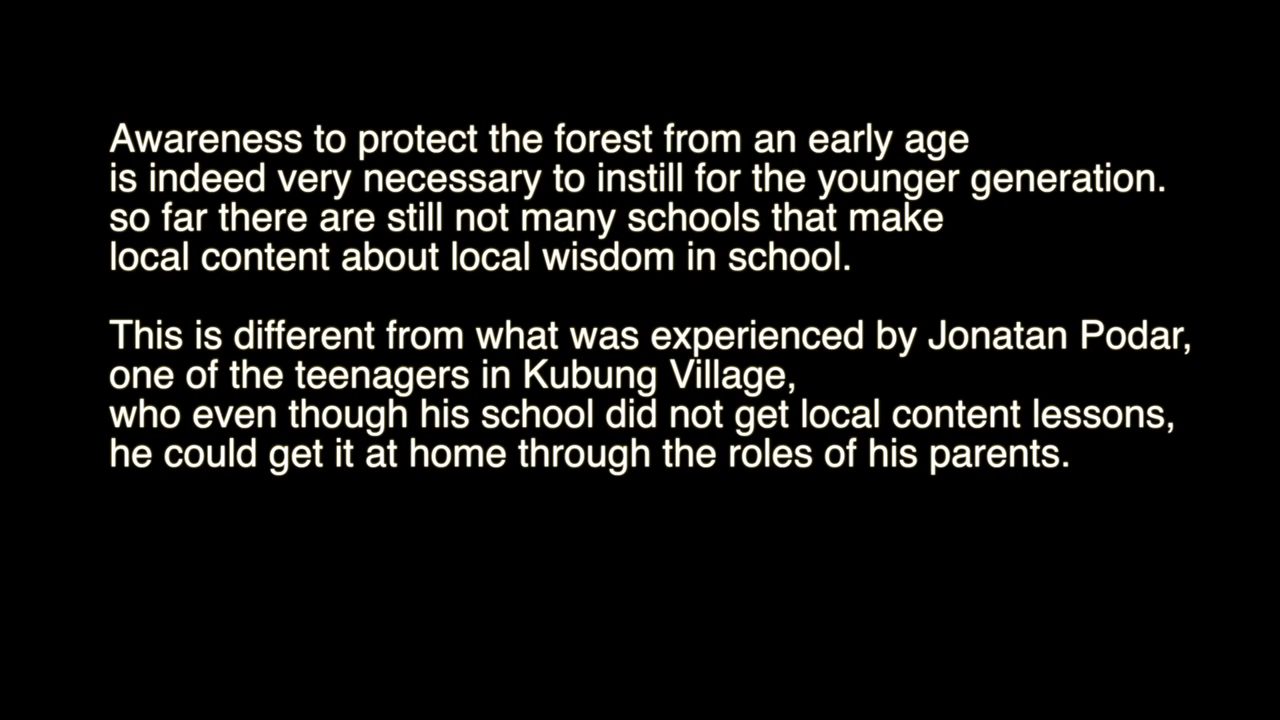 Awareness to protect the forest from an early age
is indeed very necessary to instill for the younger generation.
so far there are still not many schools that make
local content about local wisdom in school.
This is different from what was experienced by Jonatan Podar,
one of the teenagers in Kubung Village,
who even though his school did not get local content lessons,
he could get it at home through the roles of his parents.